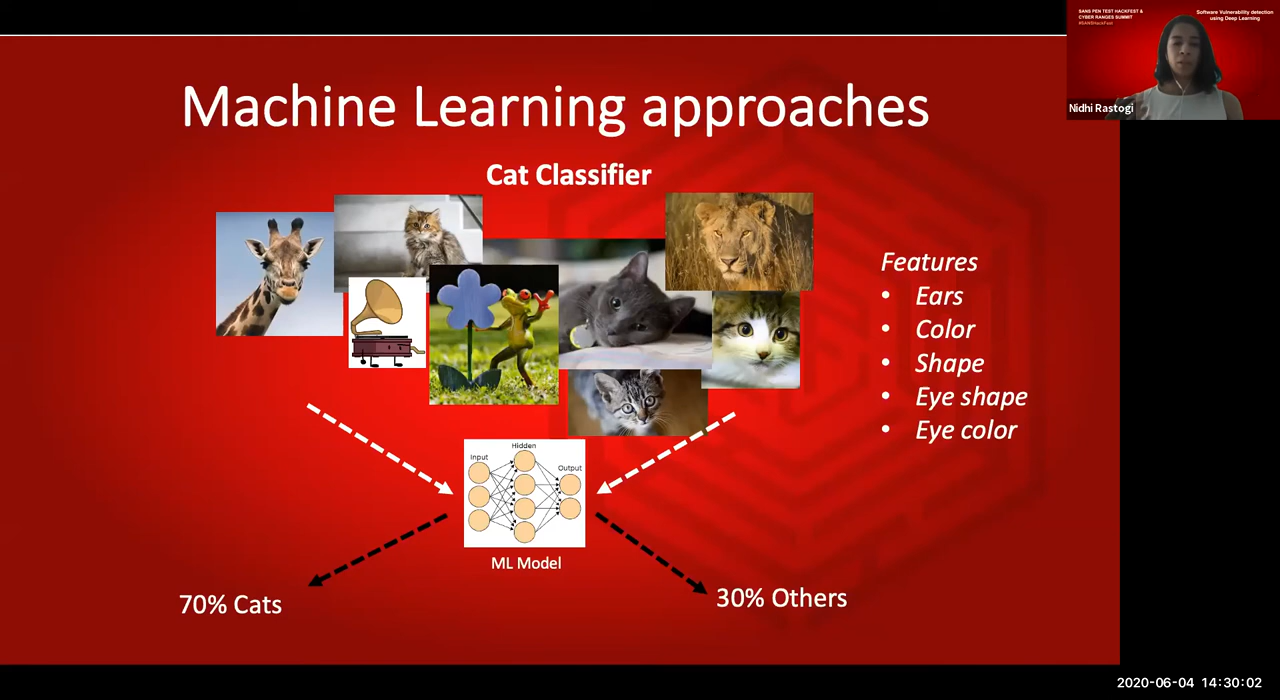 Machine Learning approaches
Cat Classifier
Features
• Ears
• Color
• Shape
• Eye shape
• Eye color
Input
Hidden
Output
ML Model
70% Cats
30% Others
SANS PEN TEST HACKFEST &
CYBER RANGES SUMMIT
#SANSHackFest
Software Vulnerability detection
using Deep Learning
Nidhi Rastogi
2020-06-04 14:30:02